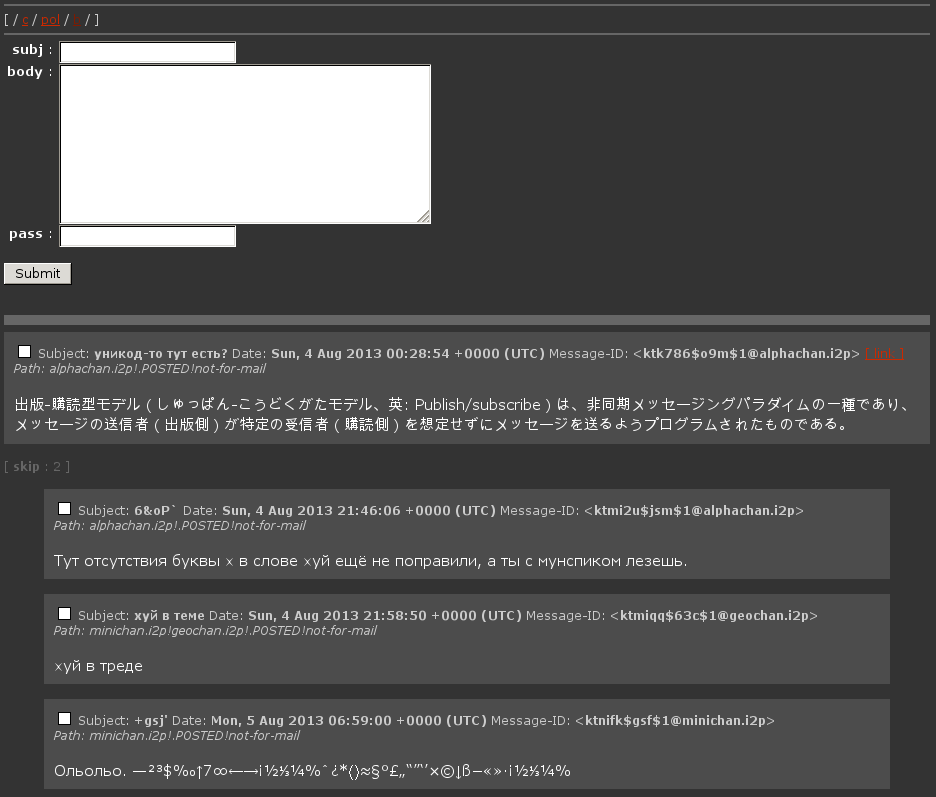 [ / c / pol / / ]
subj :
body :
pass :
Submit
Subject: уникод-то тут есть? Date: Sun, 4 Aug 2013 00:28:54 +0000 (UTC) Message-ID: <ktk786$o9m$1@alphachan.i2p> [ link ]
Path: alphachan.i2p!.POSTED!not-for-mail
出版-購読型モデル ( しゅっぱん-こうどくがたモデル、英: Publish/subscribe ) は、非同期メッセージングパラダイムの一種であり、
メッセージの送信者 ( 出版側 ) が特定の受信者 ( 購読側 ) を想定せずにメッセージを送るようプログラムされたものである。
[ skip : 2 ]
Subject: 6&oP` Date: Sun, 4 Aug 2013 21:46:06 +0000 (UTC) Message-ID: <ktmi2u$jsm$1@alphachan.i2p>
Path: alphachan.i2p!.POSTED!not-for-mail
Тут отсутствия буквы х в слове хуй ещё не поправили, а ты с мунспиком лезешь.
Subject: хуй в теме Date: Sun, 4 Aug 2013 21:58:50 +0000 (UTC) Message-ID: <ktmiqq$63c$1@geochan.i2p>
Path: minichan.i2p!geochan.i2p!.POSTED!not-for-mail
хуй в треде
Subject: +gsj' Date: Mon, 5 Aug 2013 06:59:00 +0000 (UTC) Message-ID: <ktnifk$gsf$1@minichan.i2p>
Path: minichan.i2p!.POSTED!not-for-mail
Ольольо. —²³$‰↑7∞←→¡½⅓¼%ˆ¿*〈〉≈§º£„“”‘’×©↓ß−«»·¡½⅓¼%